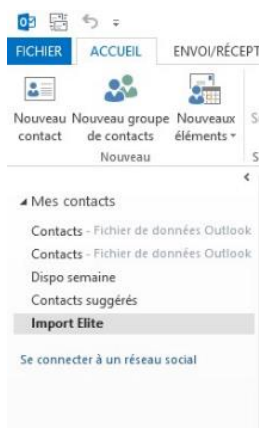 FICHIER ACCUEIL ENVOI/RÉCEPT
Nouveau Nouveau groupe Nouveaux
contact de contacts éléments
Nouveau
Mes contacts
Contacts - Fichier de données Outlook
Contacts - Fichier de données Outlook
Dispo semaine
Contacts suggérés
Import Elite
Se connecter à un réseau social